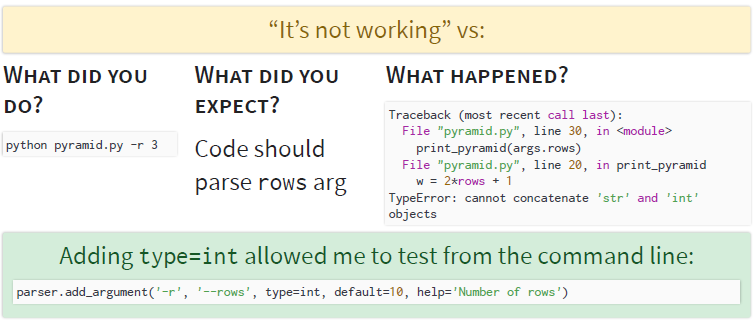 “It’s not working” vs:
WHAT DID YOU
DO?
python pyramid.py -r 3
WHAT DID YOU
EXPECT?
Code should
parse rows arg
WHAT HAPPENED?
Traceback (most recent call last):
  File "pyramid.py", line 30, in <module>
    print_pyramid(args.rows)
  File "pyramid.py", line 20, in print_pyramid
    w = 2*rows + 1
TypeError: cannot concatenate 'str' and 'int'
objects
Adding type=int allowed me to test from the command line:
parser.add_argument('-r', '--rows', type=int, default=10, help='Number of rows')